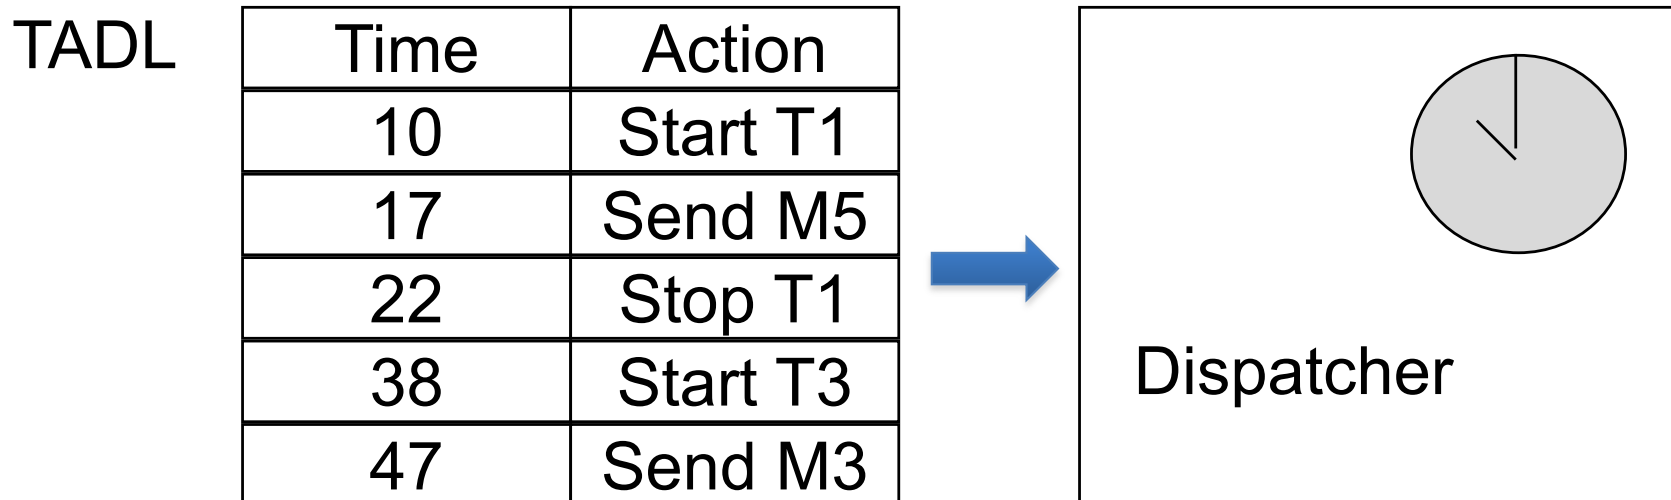 TADL
Time Action
10 Start T1
17 Send M5
22 Stop T1
38 Start T3
47 Send M3
Dispatcher